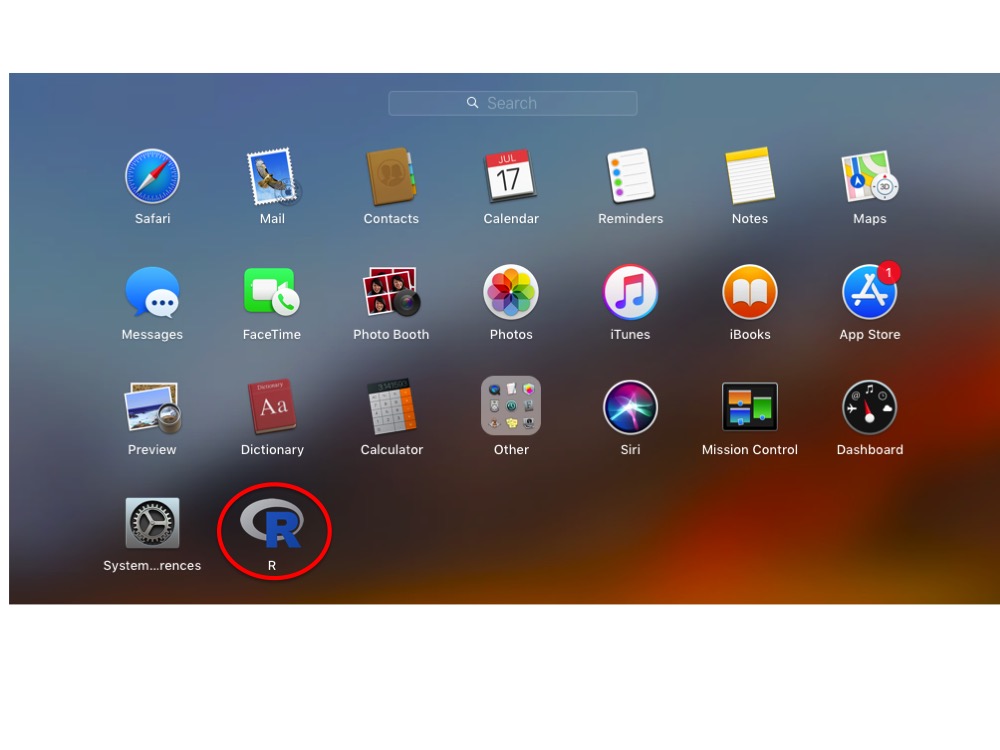 Search
JUL
17
3D
Safari
Mail
Contacts
Calendar
Reminders
Notes
Maps
1
Messages
FaceTime
Photo Booth
Photos
iTunes
iBooks
App Store
Dictionary
Aa
@
Preview
Dictionary
Calculator
Other
Siri
Mission Control
Dashboard
R
System...rences
R